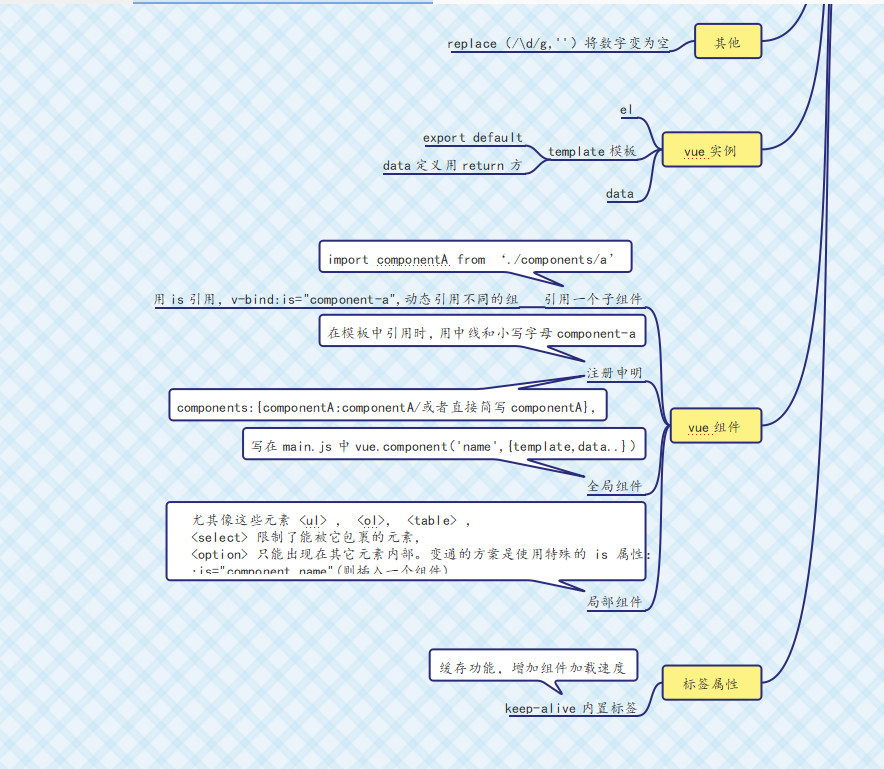 replace (/\d/g,'') 将数字变为空
其他
el
export default
template 模板
data 定义用 return 方
data
vue 实例
import componentA from ‘./components/a’
用 is 引用, v-bind:is="component-a",动态引用不同的组
引用一个子组件
在模板中引用时,用中线和小写字母 component-a
注册申明
components:{componentA:componentA/或者直接简写 componentA},
vue 组件
写在 main.js 中 vue.component('name',{template,data..})
全局组件
尤其像这些元素 <ul> , <ol>, <table> ,
<select> 限制了能被它包裹的元素,
<option> 只能出现在其它元素内部。变通的方案是使用特殊的 is 属性:
:is="component name"(则插入一个组件)
局部组件
缓存功能, 增加组件加载速度
标签属性
keep-alive 内置标签